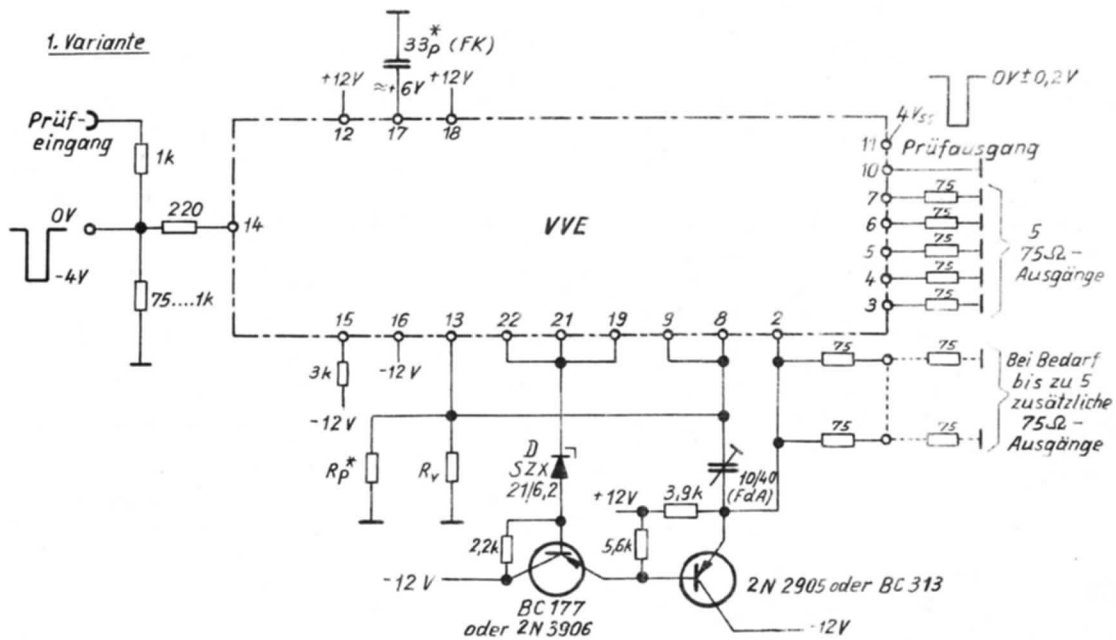 1. Variante
33p* (FK)
+12V
≈+6V
+12V
0V±0,2V
12
17
18
4Vss
Prüf-
eingang
1k
11
Prüfausgang
10
7
75
0V
220
14
VVE
6
75
5
75
4
75
3
75
5
75Ω-
Ausgänge
-4V
75....1k
15
16
13
22
21
19
9
8
2
3k
-12V
-12V
75
75
Bei Bedarf
bis zu 5
zusätzliche
75Ω-
Ausgänge
75
75
Rp*
Rv
D
SZX
21/6,2
10/40
(FdA)
+12V
3,9k
2,2k
5,6k
-12V
BC 177
oder 2N 3906
2N 2905 oder BC 313
-12V